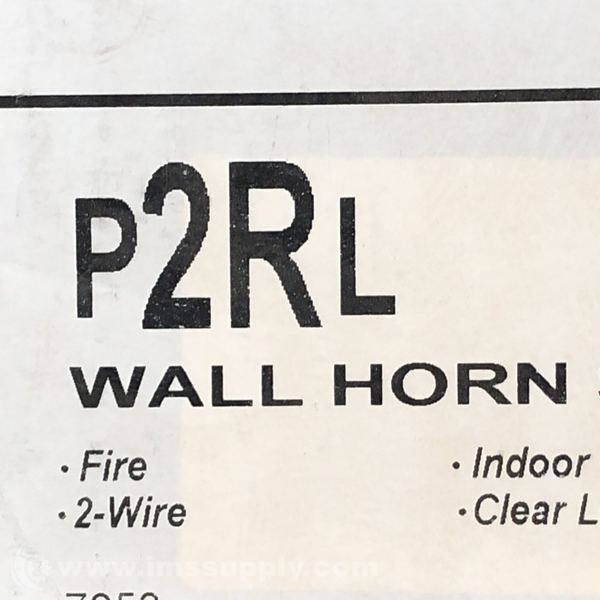 P2RL
WALL HORN
· Fire
· 2-Wire
· Indoor
· Clear L
www.imssupply.com